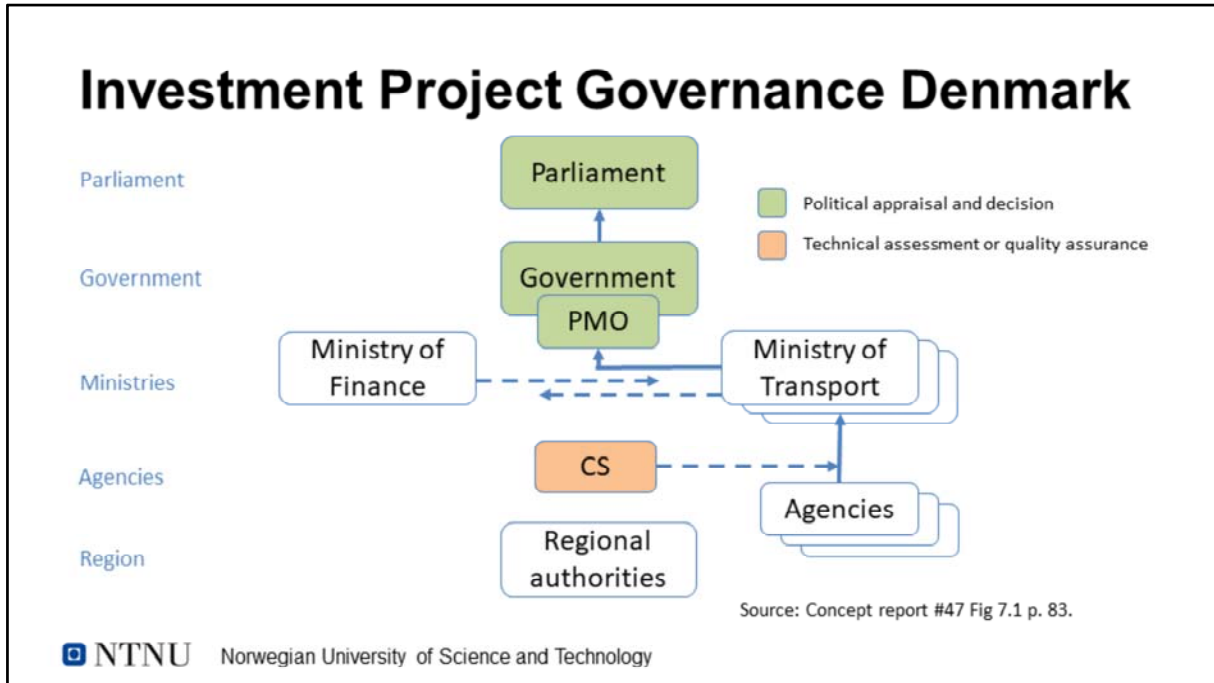 Investment Project Governance Denmark
Parliament
Parliament
Political appraisal and decision
Technical assessment or quality assurance
Government
Government
PMO
Ministries
Ministry of
Finance
Ministry of
Transport
Agencies
CS
Agencies
Region
Regional
authorities
Source: Concept report #47 Fig 7.1 p. 83.
NTNU Norwegian University of Science and Technology